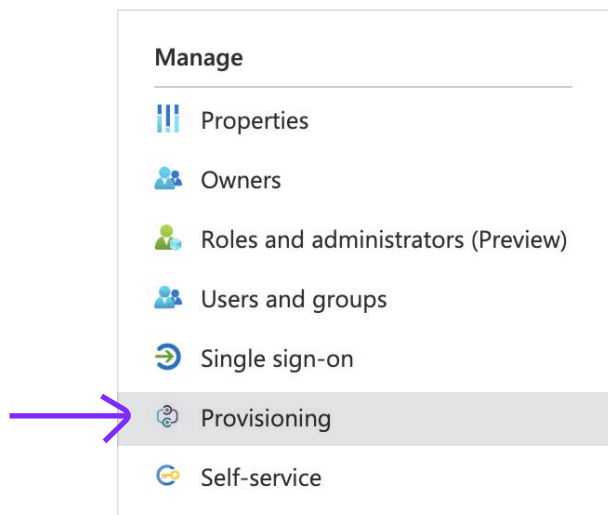 Manage
Properties
Owners
Roles and administrators (Preview)
Users and groups
Single sign-on
Provisioning
Self-service